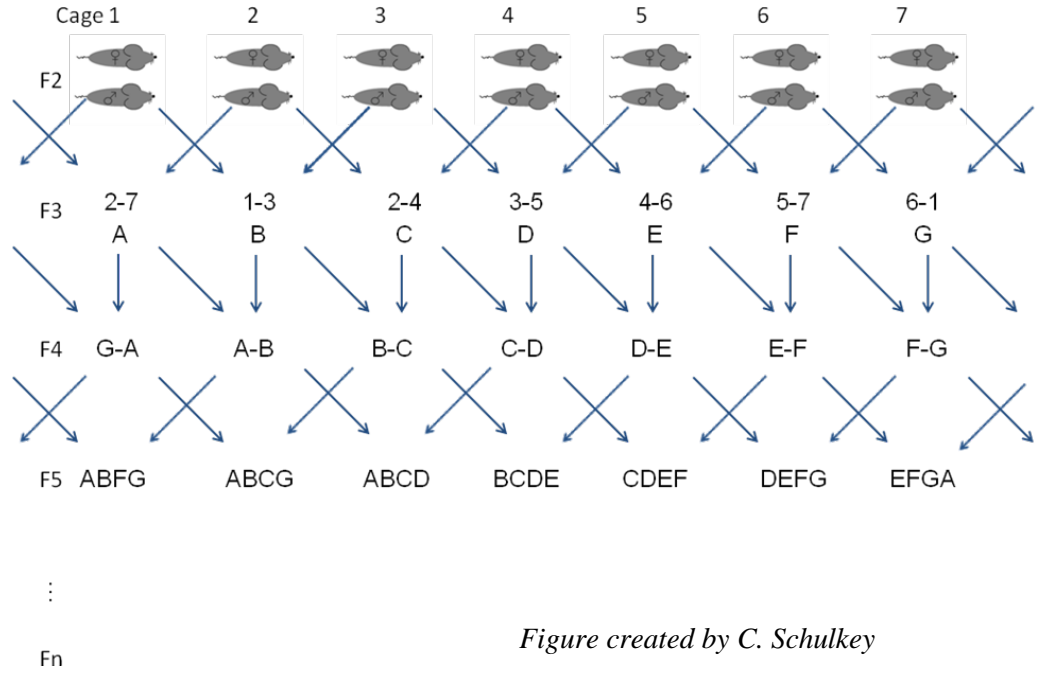 Cage 1 2 3 4 5 6 7
♀ ♀ ♀ ♀ ♀ ♀ ♀
F2
♂ ♂ ♂ ♂ ♂ ♂ ♂
F3 2-7 1-3 2-4 3-5 4-6 5-7 6-1
A B C D E F G
F4 G-A A-B B-C C-D D-E E-F F-G
F5 ABFG ABCG ABCD BCDE CDEF DEFG EFGA
⋮
Figure created by C. Schulkey
Fn